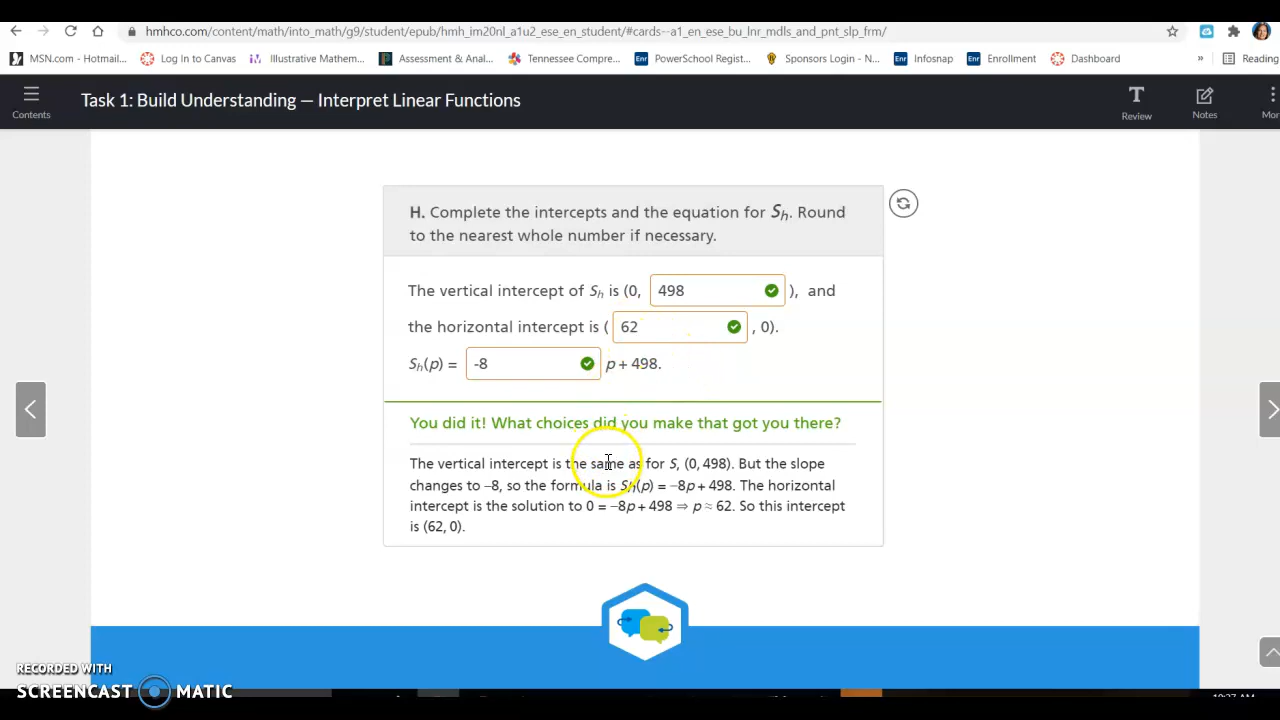 hmhco.com/content/math/into_math/g9/student/epub/hmh_im20nl_a1u2_ese_en_student/#cards--a1_en_ese_bu_lnr_mdls_and_pnt_slp_frm/
MSN.com - Hotmail... Log In to Canvas Illustrative Mathem... Assessment & Anal... Tennessee Compre... Enr PowerSchool Regist... Sponsors Login - N... Enr Infosnap Enr Enrollment Dashboard » Reading
Contents Task 1: Build Understanding — Interpret Linear Functions T Review Notes Mor
H. Complete the intercepts and the equation for Sₕ. Round
to the nearest whole number if necessary.
The vertical intercept of Sₕ is (0, 498 ), and
the horizontal intercept is ( 62 , 0).
Sₕ(p) = -8 p + 498.
You did it! What choices did you make that got you there?
The vertical intercept is the same as for S, (0, 498). But the slope
changes to –8, so the formula is Sₕ(p) = −8p + 498. The horizontal
intercept is the solution to 0 = −8p + 498 ⇒ p ≈ 62. So this intercept
is (62, 0).
RECORDED WITH
SCREENCAST MATIC